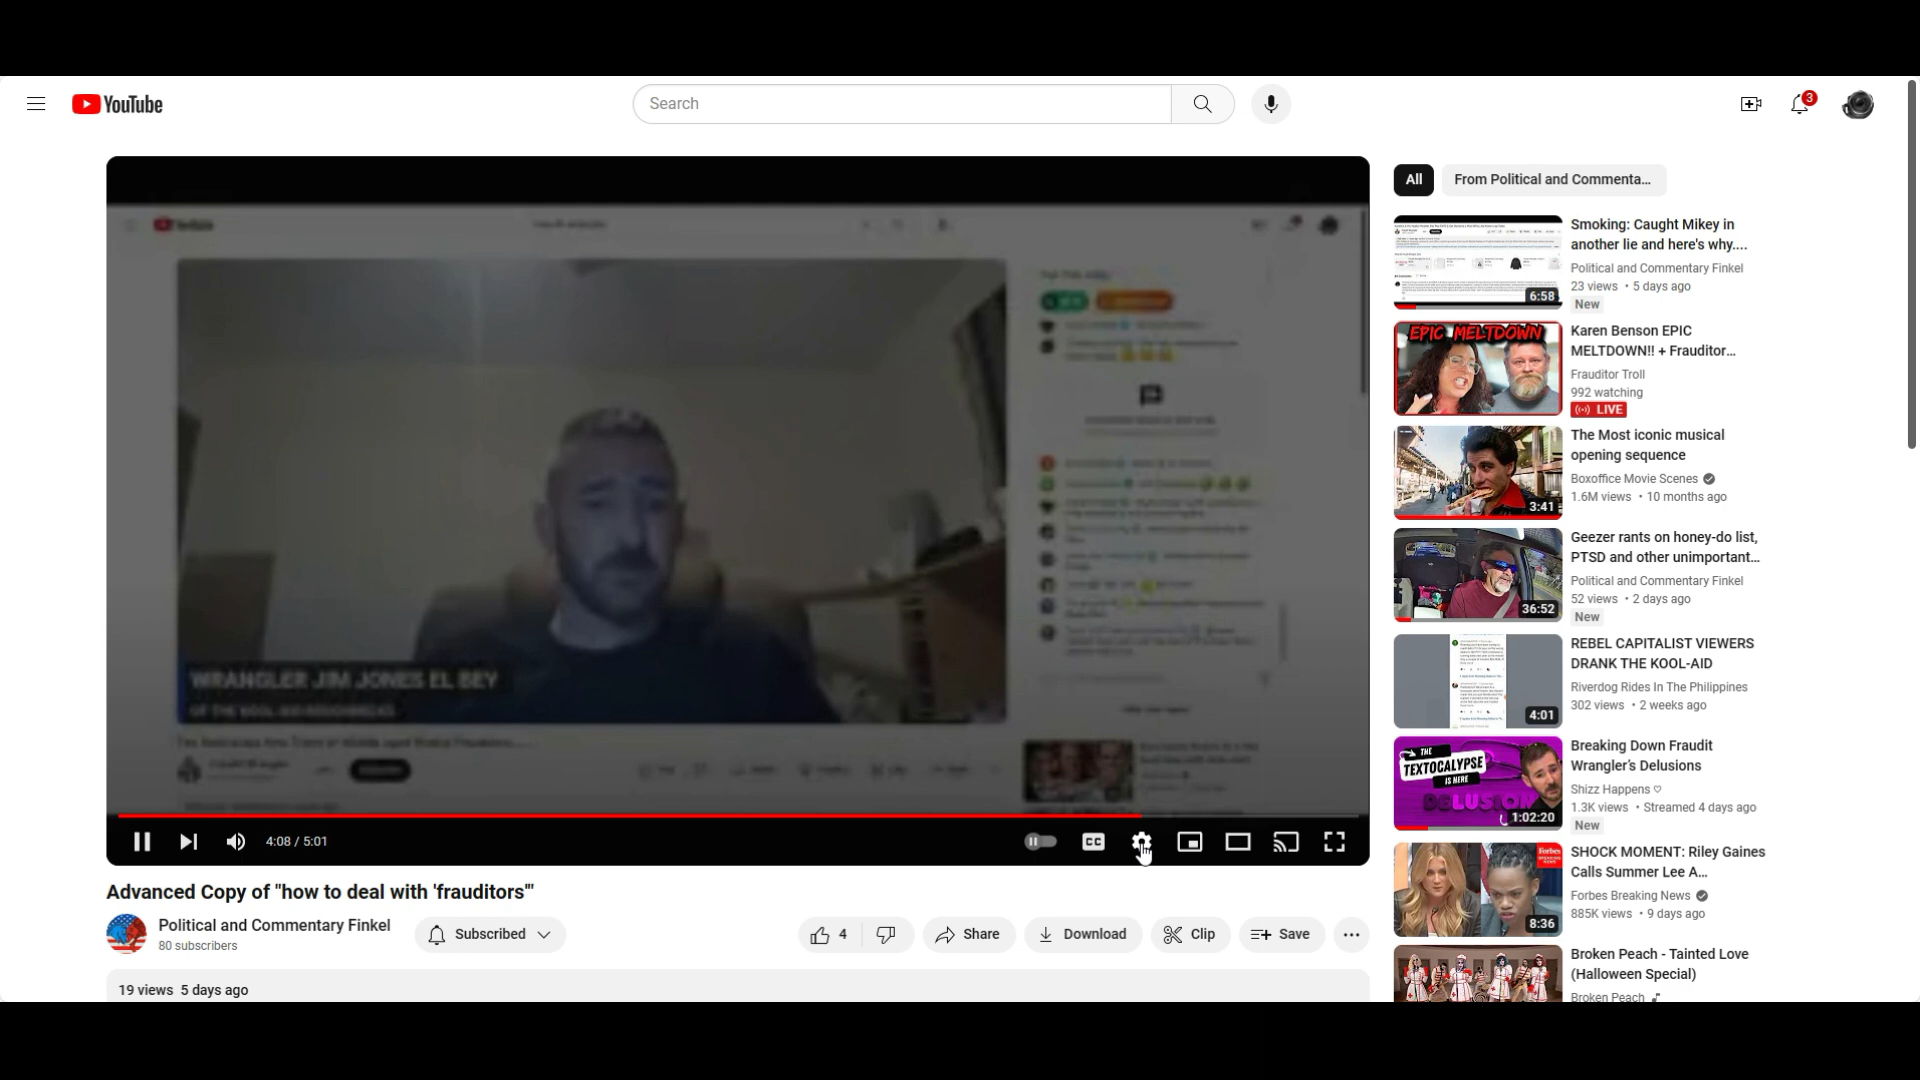 YouTube
Search
3
All
From Political and Commenta...
WRANGLER JIM JONES EL BEY
4:08 / 5:01
CC
Advanced Copy of "how to deal with 'frauditors'"
Political and Commentary Finkel
80 subscribers
Subscribed
4
Share
Download
Clip
Save
19 views 5 days ago
6:58
Smoking: Caught Mikey in
another lie and here's why....
Political and Commentary Finkel
23 views • 5 days ago
New
EPIC MELTDOWN
Karen Benson EPIC
MELTDOWN!! + Frauditor...
Frauditor Troll
992 watching
LIVE
3:41
The Most iconic musical
opening sequence
Boxoffice Movie Scenes
1.6M views • 10 months ago
36:52
Geezer rants on honey-do list,
PTSD and other unimportant...
Political and Commentary Finkel
52 views • 2 days ago
New
4:01
REBEL CAPITALIST VIEWERS
DRANK THE KOOL-AID
Riverdog Rides In The Philippines
302 views • 2 weeks ago
THE
TEXTOCALYPSE
IS HERE
DELUSION
1:02:20
Breaking Down Fraudit
Wrangler's Delusions
Shizz Happens ♡
1.3K views • Streamed 4 days ago
New
Forbes
8:36
SHOCK MOMENT: Riley Gaines
Calls Summer Lee A...
Forbes Breaking News
885K views • 9 days ago
Broken Peach - Tainted Love
(Halloween Special)
Broken Peach